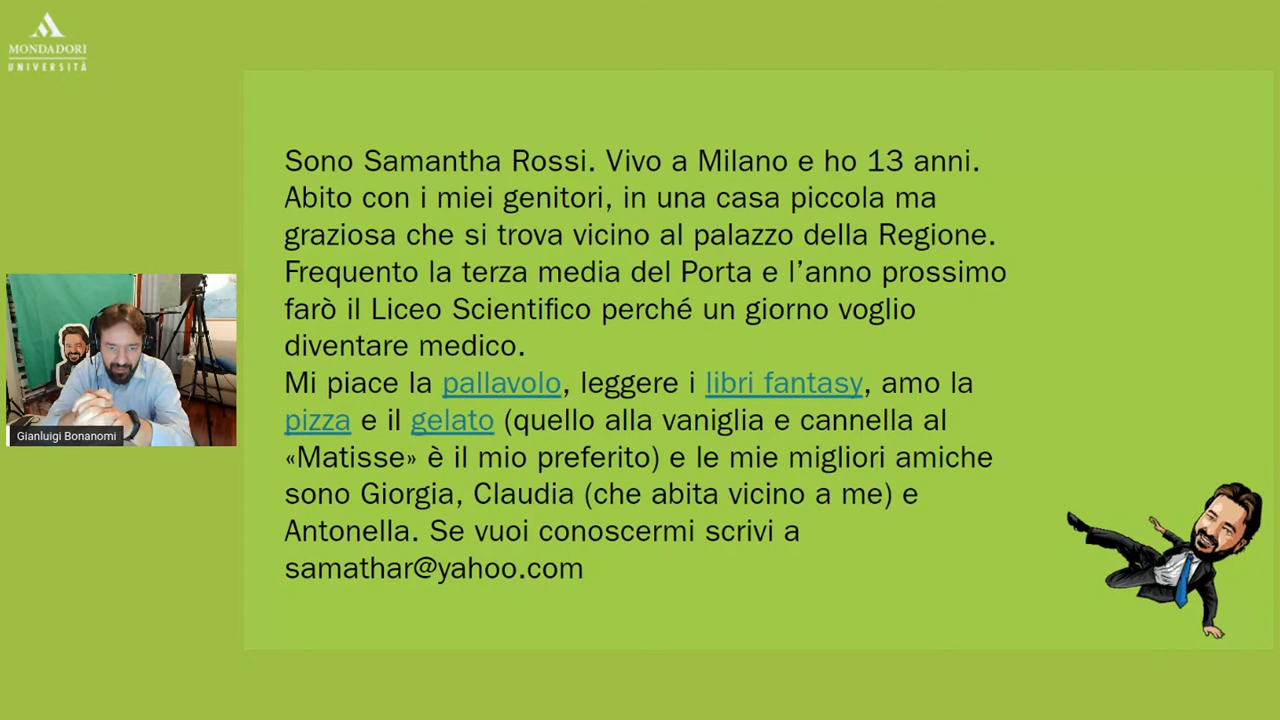 MONDADORI
UNIVERSITÀ
Sono Samantha Rossi. Vivo a Milano e ho 13 anni.
Abito con i miei genitori, in una casa piccola ma
graziosa che si trova vicino al palazzo della Regione.
Frequento la terza media del Porta e l’anno prossimo
farò il Liceo Scientifico perché un giorno voglio
diventare medico.
Mi piace la pallavolo, leggere i libri fantasy, amo la
pizza e il gelato (quello alla vaniglia e cannella al
«Matisse» è il mio preferito) e le mie migliori amiche
sono Giorgia, Claudia (che abita vicino a me) e
Antonella. Se vuoi conoscermi scrivi a
samathar@yahoo.com
Gianluigi Bonanomi